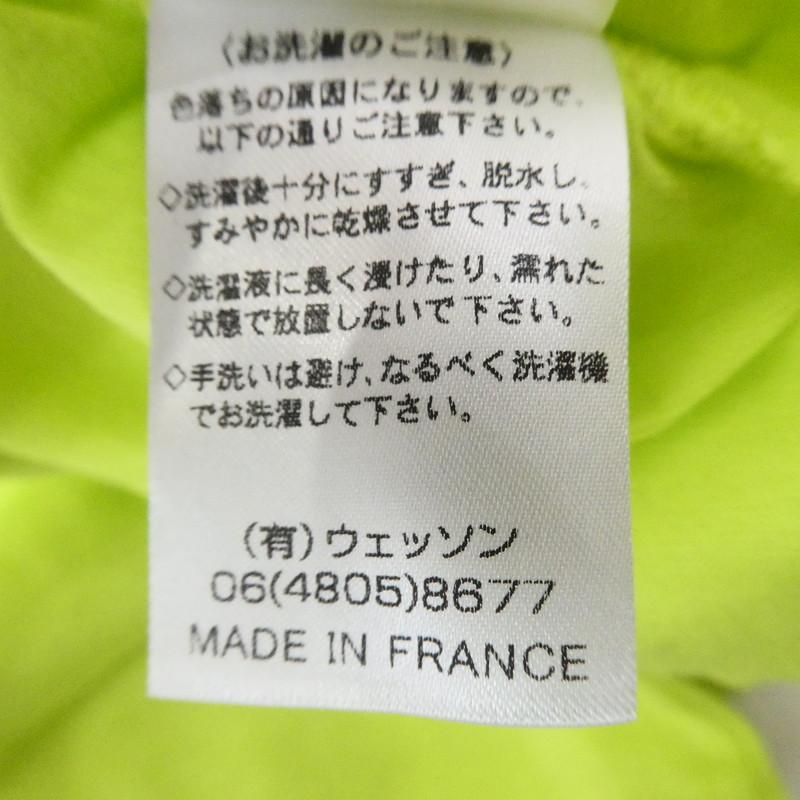 〈お洗濯のご注意〉
色落ちの原因になりますので、
以下の通りご注意下さい。
◇洗濯後十分にすすぎ、脱水し、
すみやかに乾燥させて下さい。
◇洗濯液に長く浸けたり、濡れた
状態で放置しないで下さい。
◇手洗いは避け、なるべく洗濯機
でお洗濯して下さい。
(有)ウェッソン
06(4805)8677
MADE IN FRANCE